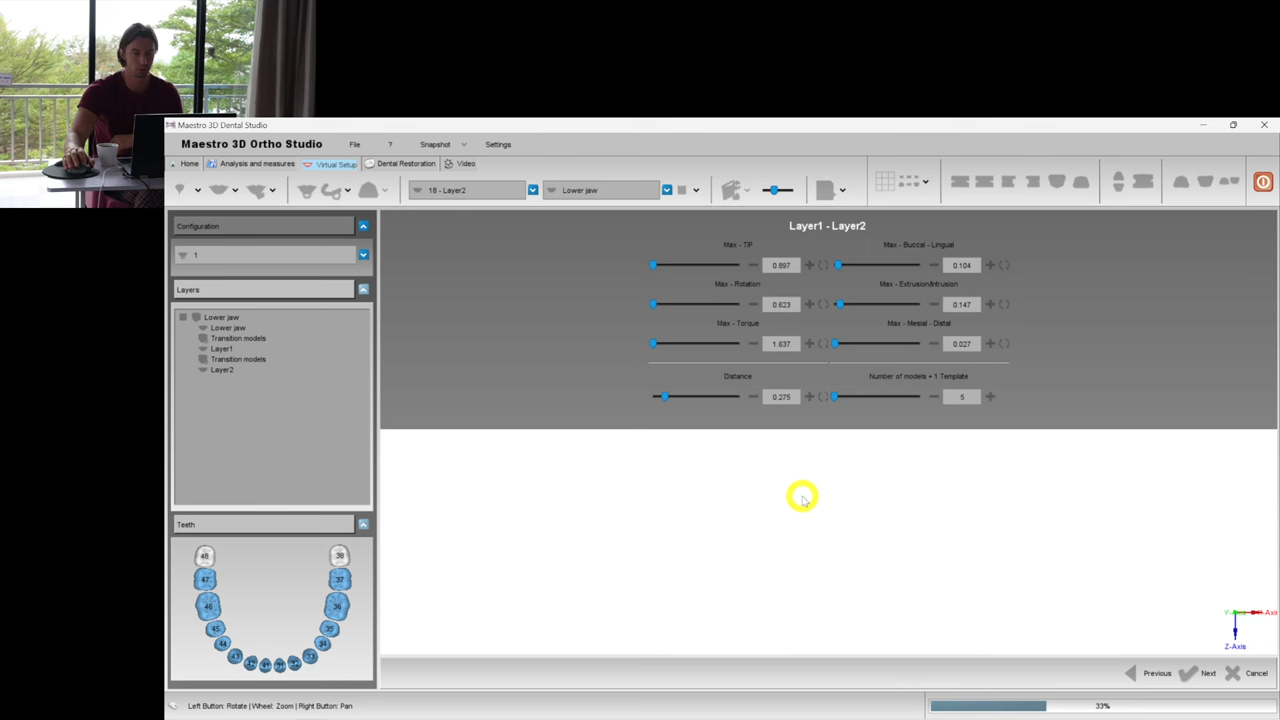 Maestro 3D Dental Studio
Maestro 3D Ortho Studio File ? Snapshot Settings
Home Analysis and measures Virtual Setup Dental Restoration Video
18 - Layer2 Lower jaw
Configuration
1
Layers
Lower jaw
Lower jaw
Transition models
Layer1
Transition models
Layer2
Teeth
48 38
47 37
46 36
45 35
44 34
43 33
Layer1 - Layer2
Max - TIP Max - Buccal - Lingual
0.897 0.104
Max - Rotation Max - Extrusion/Intrusion
0.623 0.147
Max - Torque Max - Mesial - Distal
1.637 0.027
Distance Number of models + 1 Template
0.275 5
Z-Axis
Previous Next Cancel
Left Button: Rotate | Wheel: Zoom | Right Button: Pan 33%